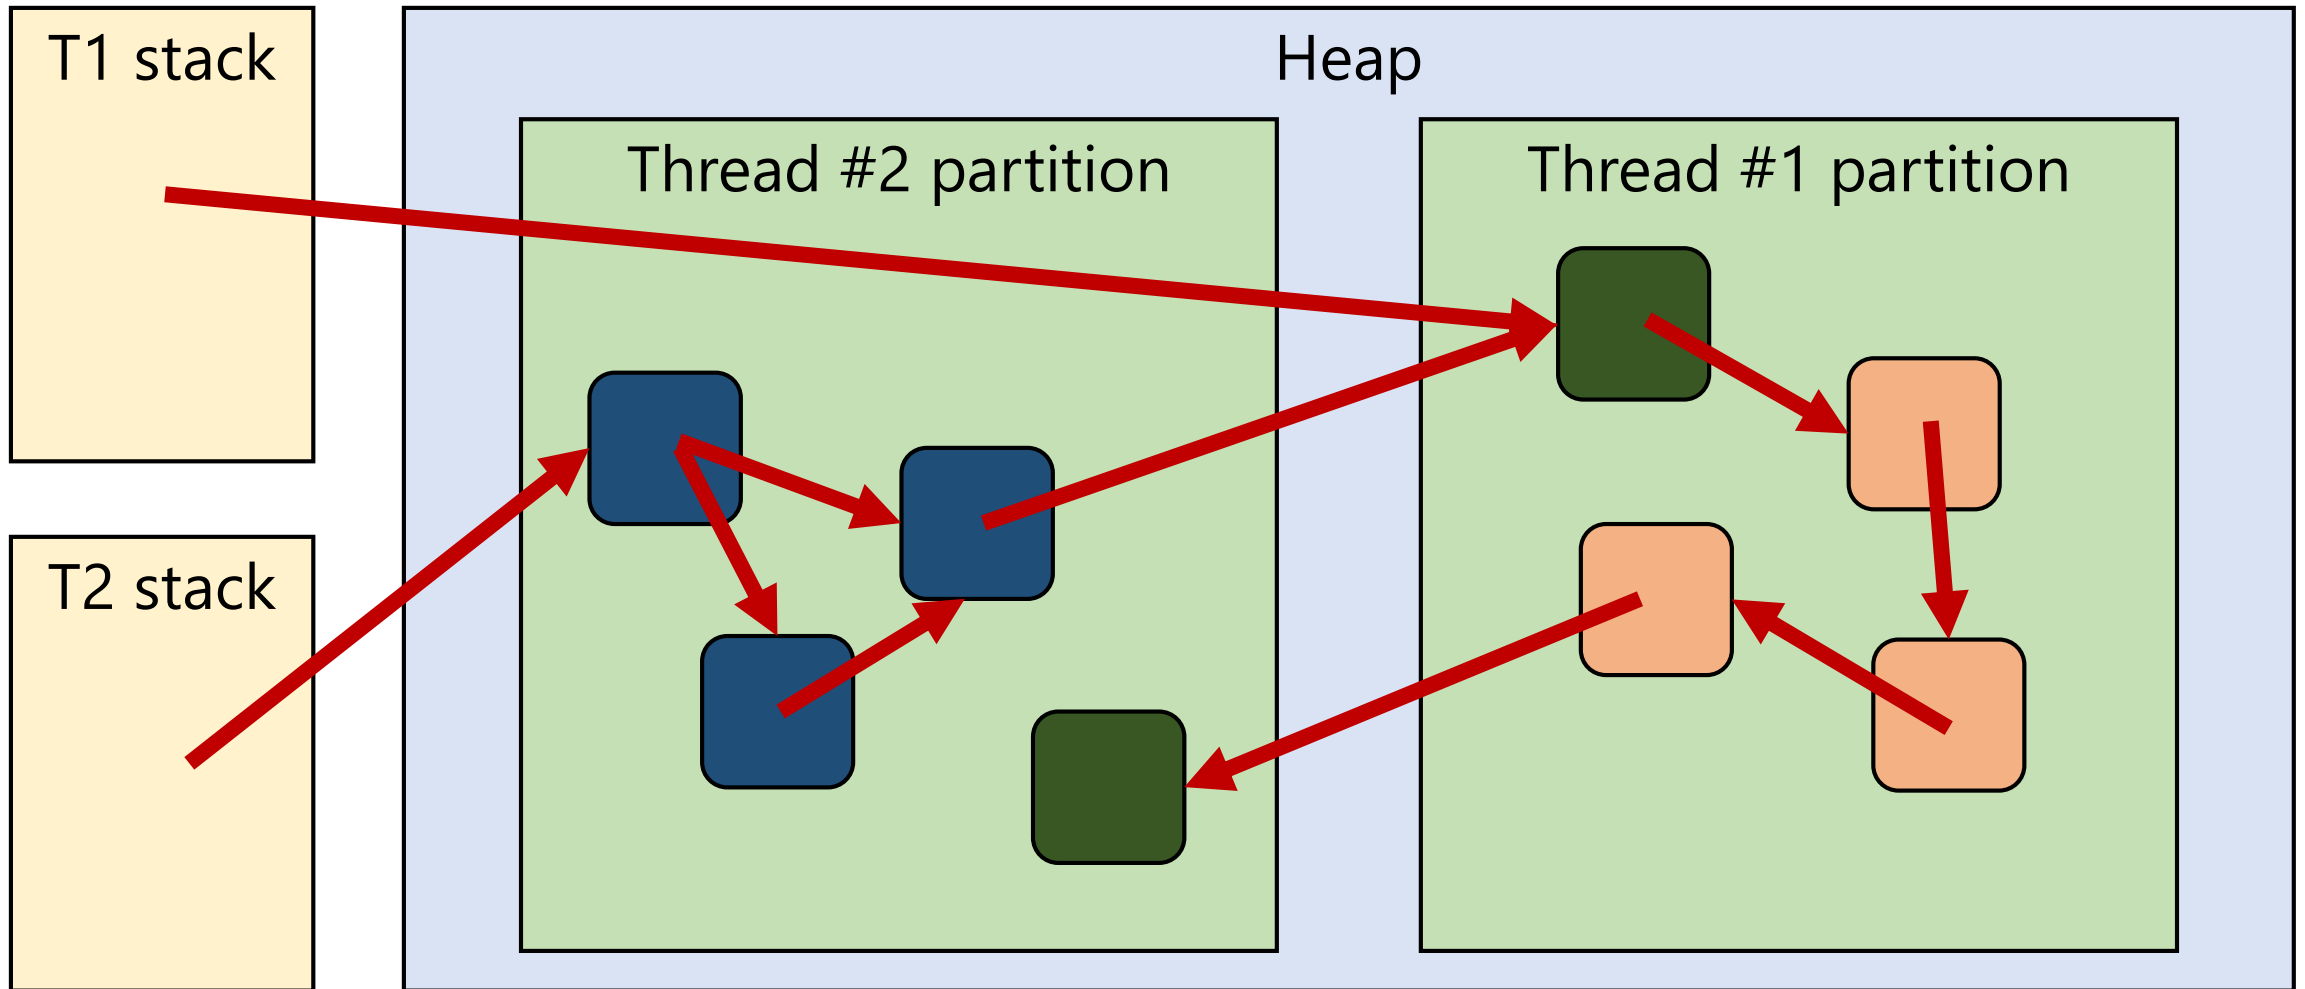 T1 stack
Heap
Thread #2 partition
Thread #1 partition
T2 stack